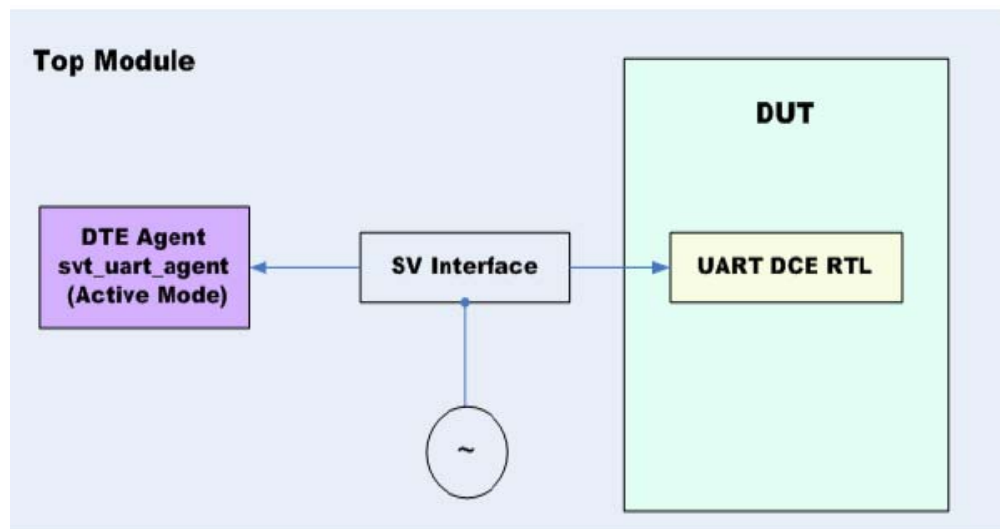 Top Module
DUT
DTE Agent
svt_uart_agent
(Active Mode)
SV Interface
UART DCE RTL
~